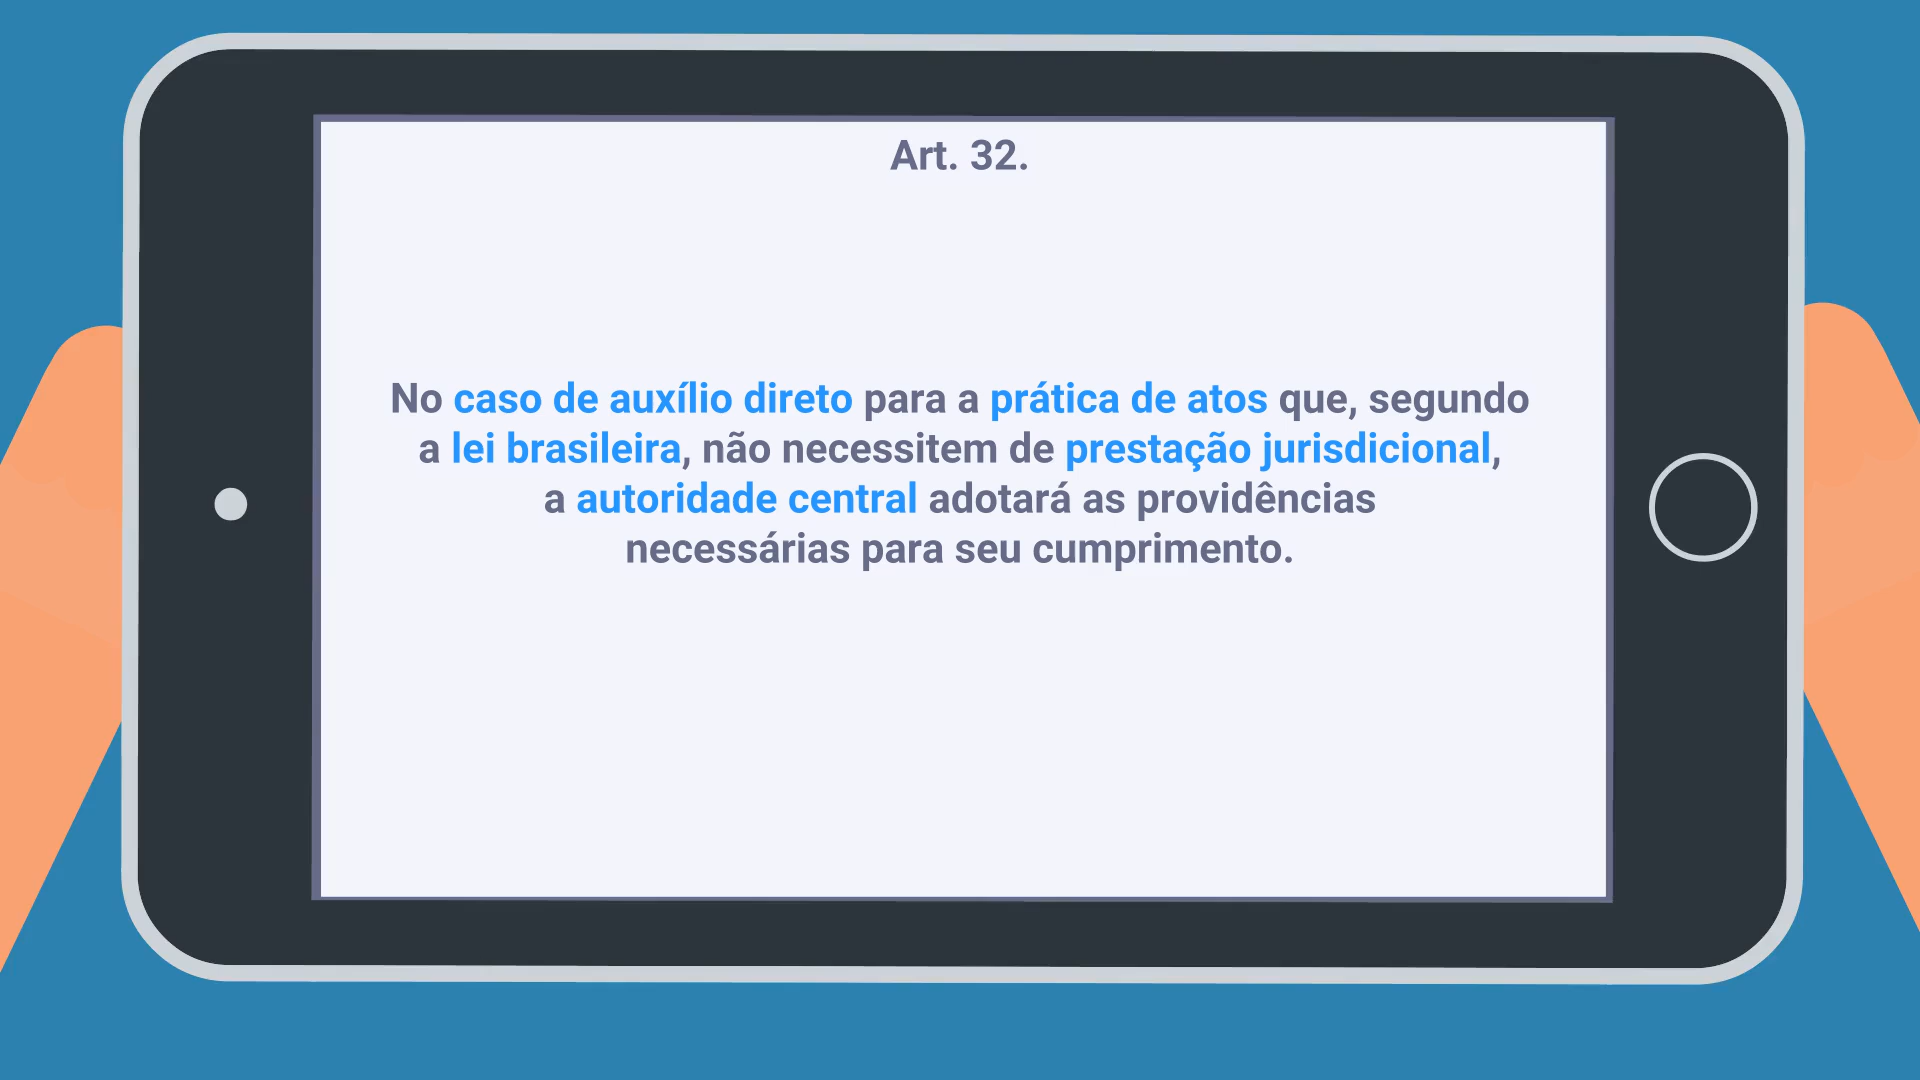 Art. 32.
No caso de auxílio direto para a prática de atos que, segundo
a lei brasileira, não necessitem de prestação jurisdicional,
a autoridade central adotará as providências
necessárias para seu cumprimento.